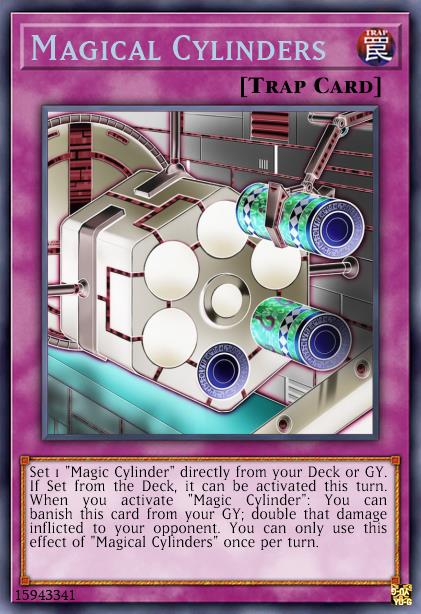 MAGICAL CYLINDERS
TRAP
罠
[TRAP CARD]
Set 1 "Magic Cylinder" directly from your Deck or GY.
If Set from the Deck, it can be activated this turn.
When you activate "Magic Cylinder": You can
banish this card from your GY; double that damage
inflicted to your opponent. You can only use this
effect of "Magical Cylinders" once per turn.
15943341